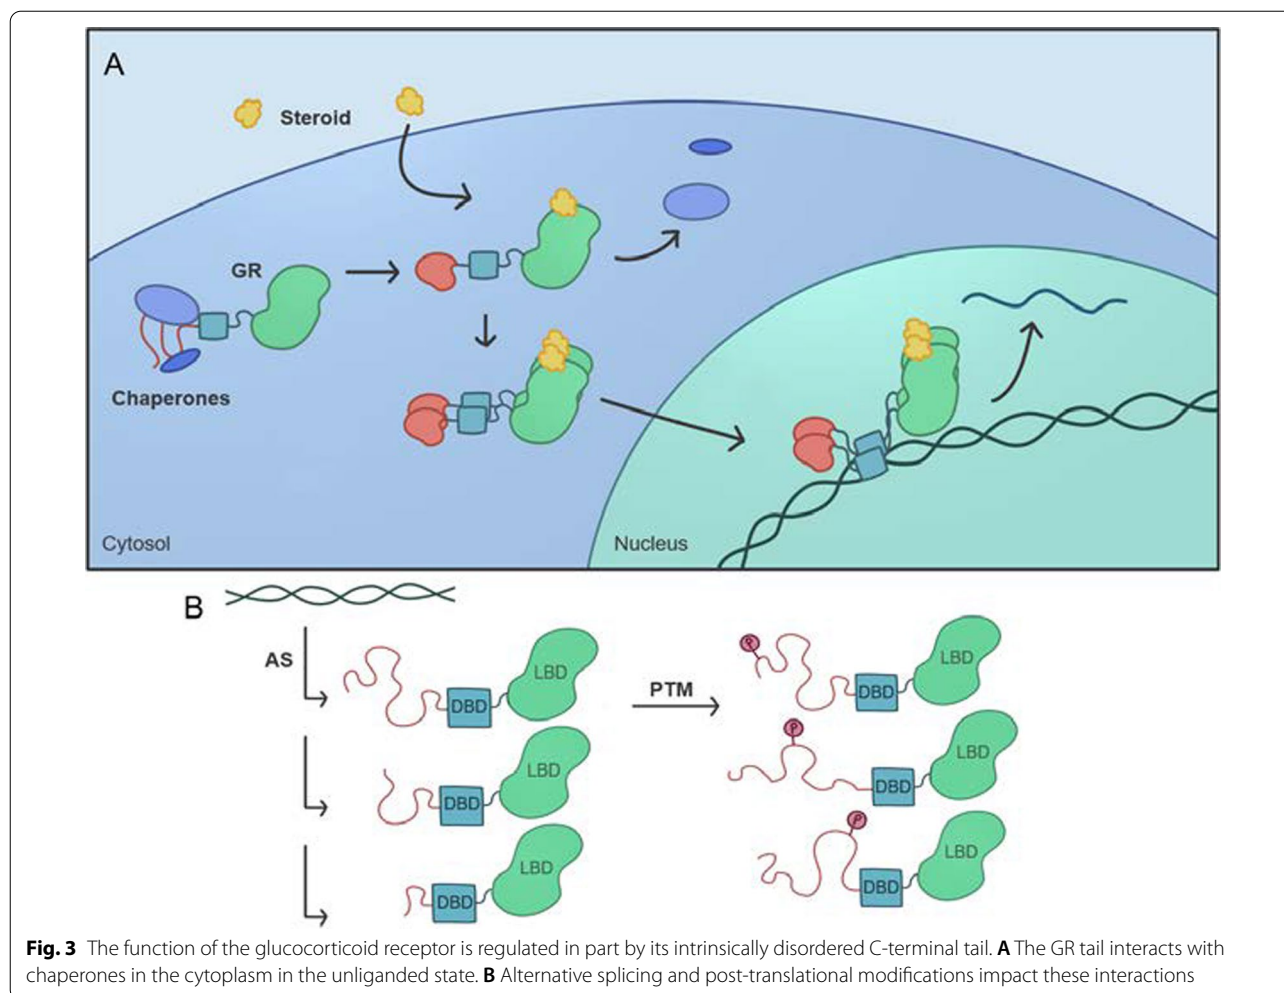 A
Steroid
GR
Chaperones
Cytosol
Nucleus
B
AS
LBD
DBD
PTM
P
LBD
DBD
LBD
DBD
P
LBD
DBD
LBD
DBD
P
LBD
DBD
Fig. 3 The function of the glucocorticoid receptor is regulated in part by its intrinsically disordered C-terminal tail. A The GR tail interacts with
chaperones in the cytoplasm in the unliganded state. B Alternative splicing and post-translational modifications impact these interactions